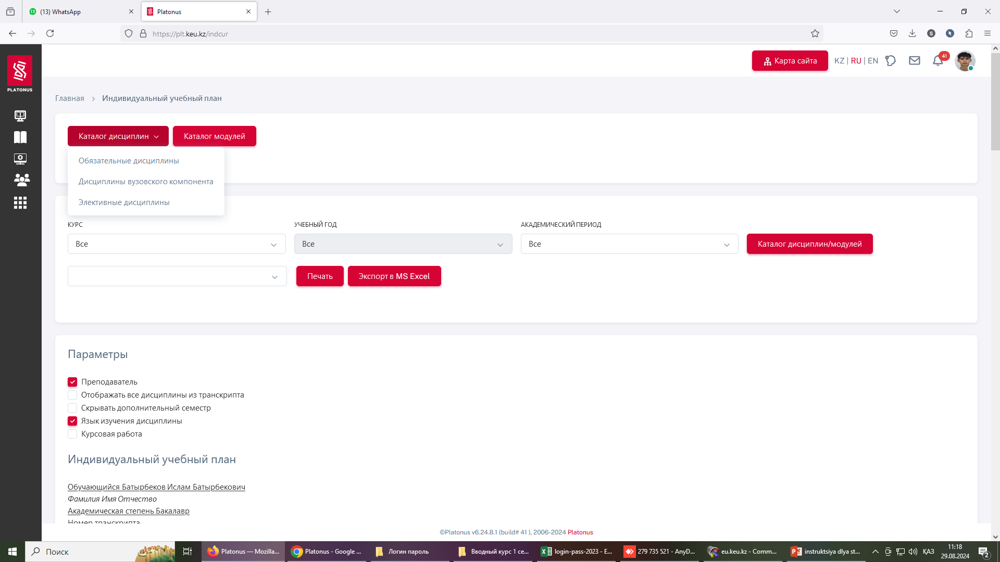 (13) WhatsApp
Platonus
https://plt.keu.kz/indcur
PLATONUS
Карта сайта
KZ | RU | EN
41
Главная > Индивидуальный учебный план
Каталог дисциплин
Каталог модулей
Обязательные дисциплины
Дисциплины вузовского компонента
Элективные дисциплины
КУРС
УЧЕБНЫЙ ГОД
АКАДЕМИЧЕСКИЙ ПЕРИОД
Все
Все
Все
Каталог дисциплин/модулей
Печать
Экспорт в MS Excel
Параметры
Преподаватель
Отображать все дисциплины из транскрипта
Скрывать дополнительный семестр
Язык изучения дисциплины
Курсовая работа
Индивидуальный учебный план
Обучающийся Батырбеков Ислам Батырбекович
Фамилия Имя Отчество
Академическая степень Бакалавр
Номер транскрипта
©Platonus v6.24.8.1 (build# 41 ), 2006-2024 Platonus
Поиск
Platonus — Mozilla...
Platonus - Google ...
Логин пароль
Вводный курс 1 се...
login-pass-2023 - E...
279 735 521 - AnyD...
eu.keu.kz - Comm...
instruktsiya dlya st...
ҚАЗ
11:18
29.08.2024
2